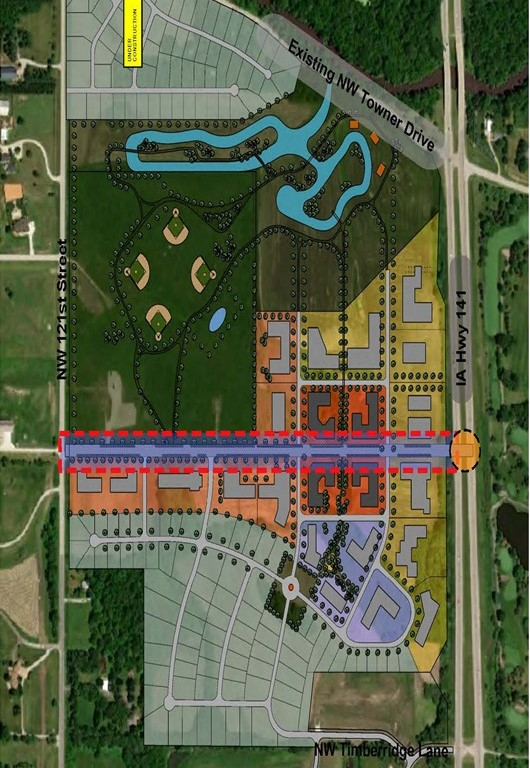 UNDER
CONSTRUCTION
Existing NW Towner Drive
NW 121st Street
IA Hwy 141
NW Timberridge Lane